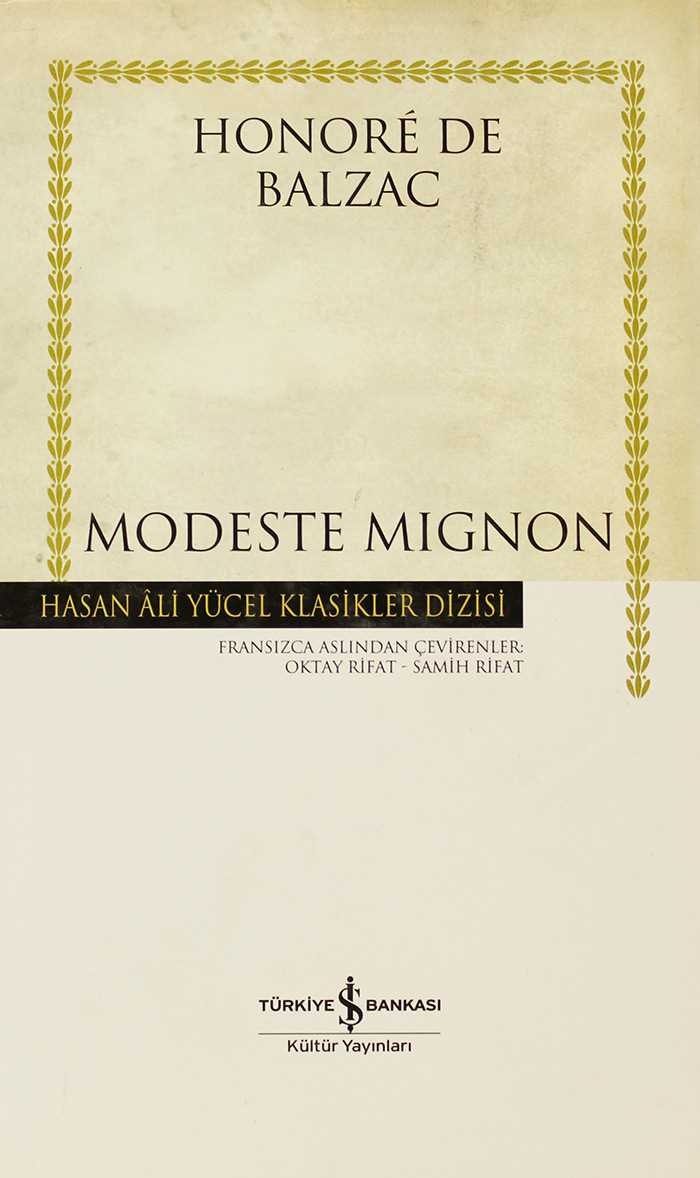 HONORÉ DE
BALZAC
MODESTE MIGNON
HASAN ÂLİ YÜCEL KLASİKLER DİZİSİ
FRANSIZCA ASLINDAN ÇEVİRENLER:
OKTAY RİFAT - SAMİH RİFAT
TÜRKİYE İŞ BANKASI
Kültür Yayınları